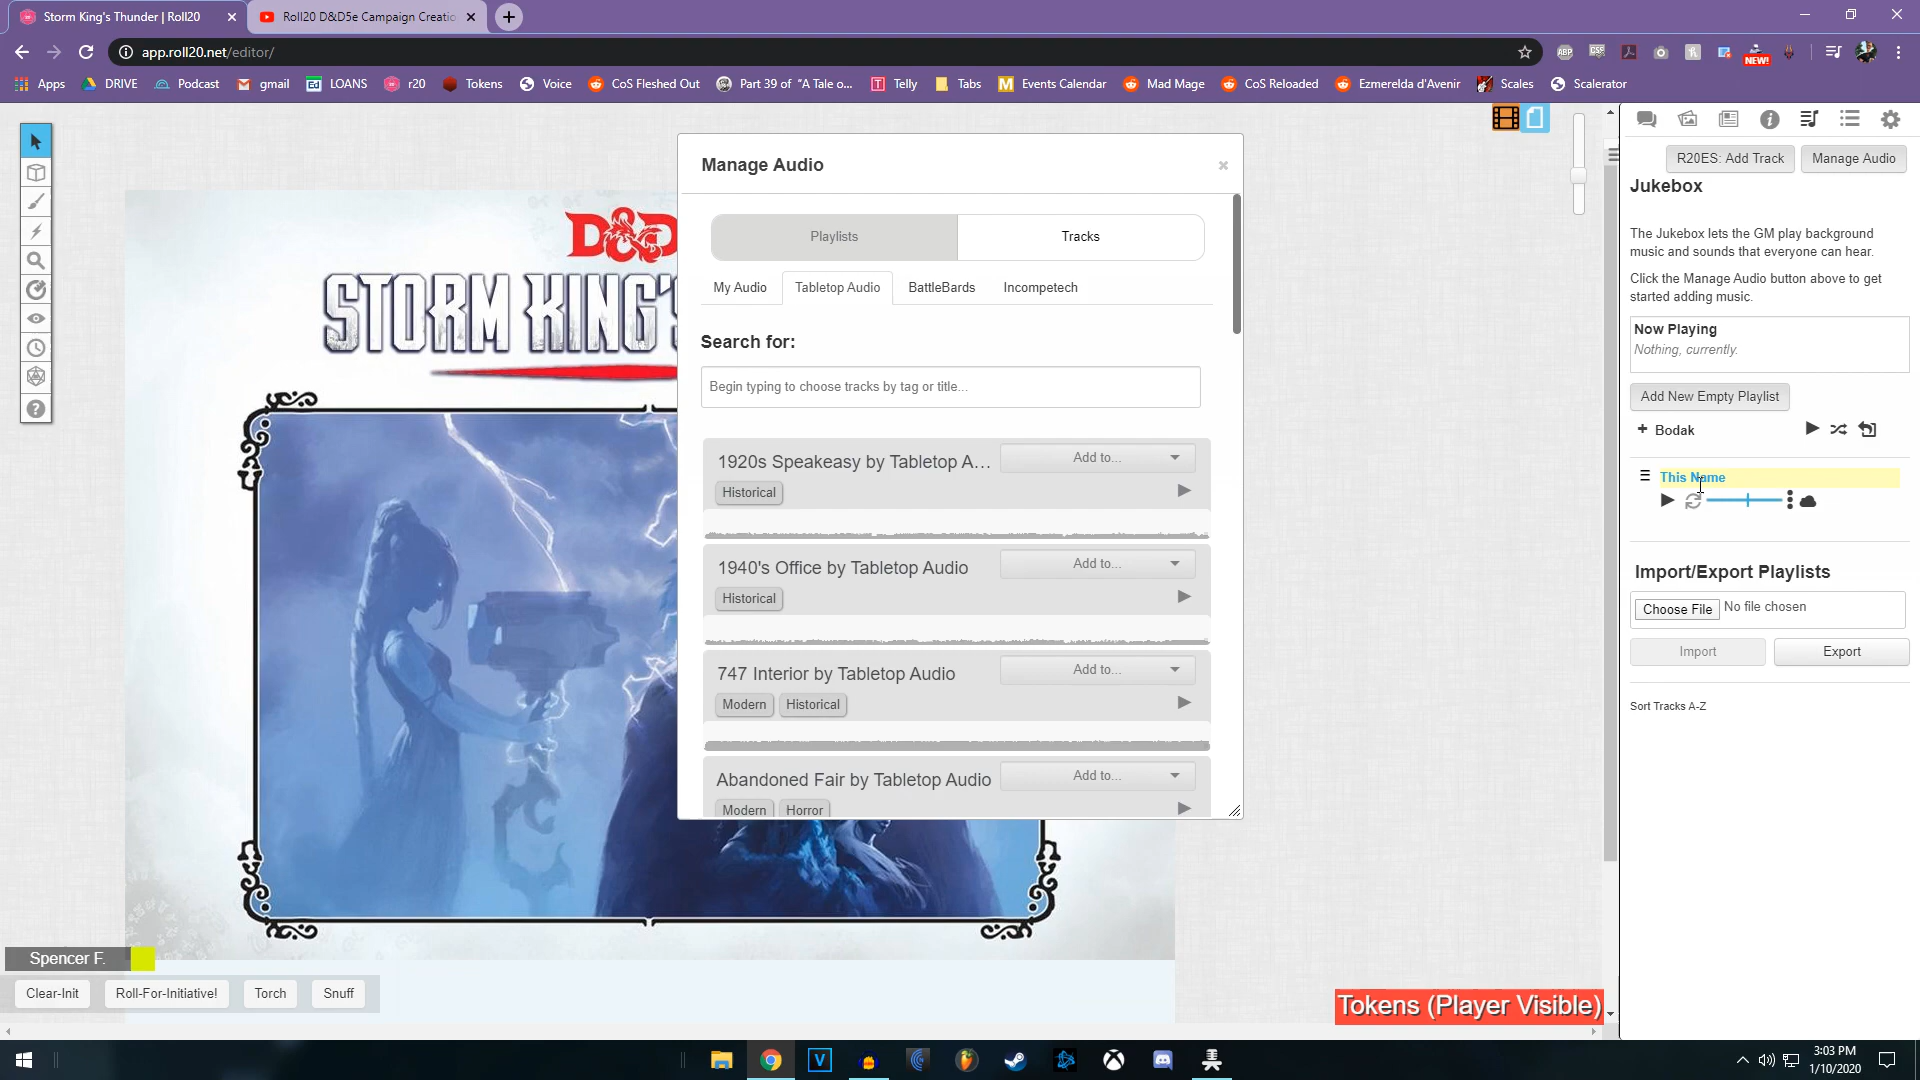 Storm King's Thunder | Roll20
Roll20 D&D5e Campaign Creatio
app.roll20.net/editor/
ABP
GSF
NEW!
Apps
DRIVE
Podcast
gmail
LOANS
r20
Tokens
Voice
CoS Fleshed Out
Part 39 of "A Tale o...
Telly
Tabs
Events Calendar
Mad Mage
CoS Reloaded
Ezmerelda d'Avenir
Scales
Scalerator
D&D
STORM KING'S
Manage Audio
Playlists
Tracks
My Audio
Tabletop Audio
BattleBards
Incompetech
Search for:
Begin typing to choose tracks by tag or title...
1920s Speakeasy by Tabletop A...
Add to...
Historical
1940's Office by Tabletop Audio
Add to...
Historical
747 Interior by Tabletop Audio
Add to...
Modern
Historical
Abandoned Fair by Tabletop Audio
Add to...
Modern
Horror
R20ES: Add Track
Manage Audio
Jukebox
The Jukebox lets the GM play background
music and sounds that everyone can hear.
Click the Manage Audio button above to get
started adding music.
Now Playing
Nothing, currently.
Add New Empty Playlist
+ Bodak
This Name
Import/Export Playlists
Choose File
No file chosen
Import
Export
Sort Tracks A-Z
Spencer F.
Clear-Init
Roll-For-Initiative!
Torch
Snuff
Tokens (Player Visible)
3:03 PM
1/10/2020